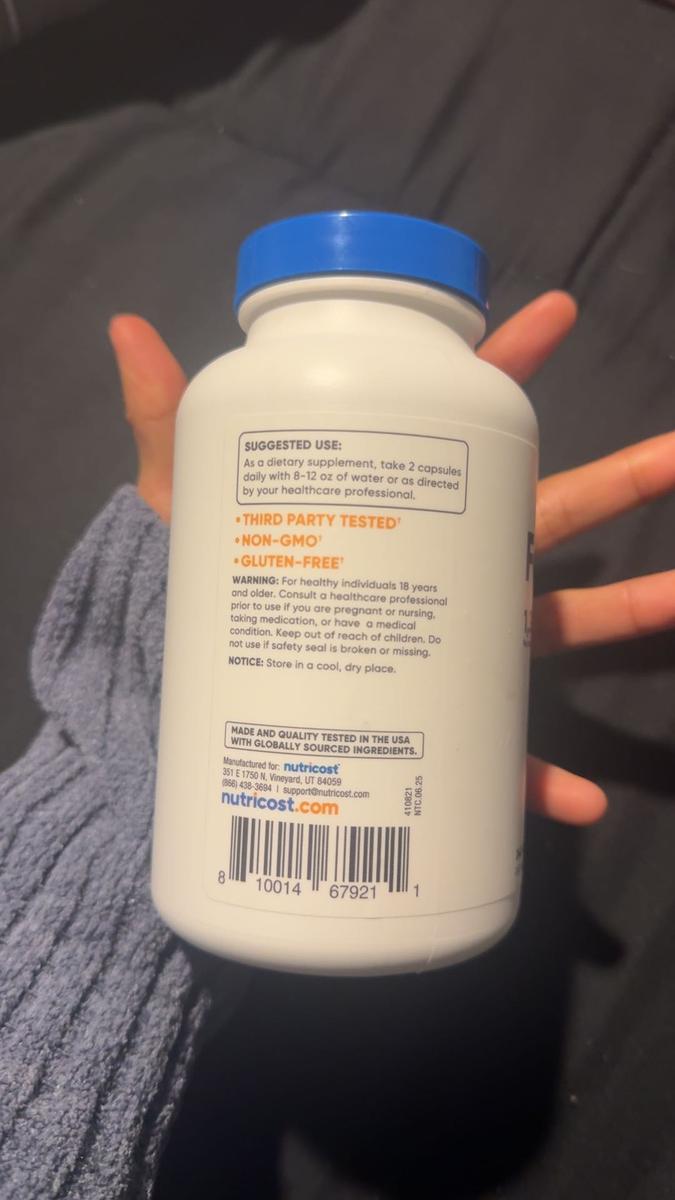 SUGGESTED USE:
As a dietary supplement, take 2 capsules
daily with 8-12 oz of water or as directed
by your healthcare professional.
• THIRD PARTY TESTED†
• NON-GMO†
• GLUTEN-FREE†
WARNING: For healthy individuals 18 years
and older. Consult a healthcare professional
prior to use if you are pregnant or nursing,
taking medication, or have a medical
condition. Keep out of reach of children. Do
not use if safety seal is broken or missing.
NOTICE: Store in a cool, dry place.
MADE AND QUALITY TESTED IN THE USA
WITH GLOBALLY SOURCED INGREDIENTS.
Manufactured for: nutricost
351 E 1750 N, Vineyard, UT 84059
(866) 438-3694 | support@nutricost.com
nutricost.com
410821
NTC.06.25
8 10014 67921 1